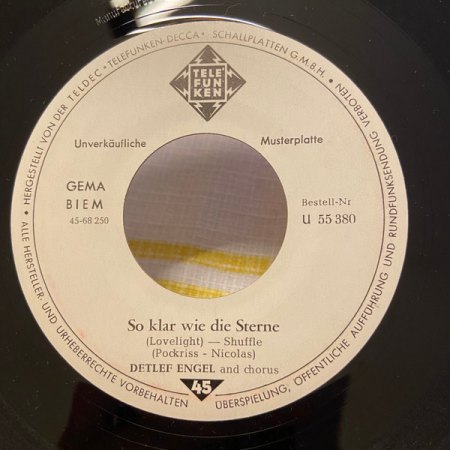 HERGESTELLT VON DER TELDEC • »TELEFUNKEN-DECCA« SCHALLPLATTEN G.M.B.H. •
TELE
FUN
KEN
Unverkäufliche Musterplatte
GEMA
BIEM
45-68 250
Bestell-Nr
U 55 380
So klar wie die Sterne
(Lovelight) — Shuffle
(Pockriss - Nicolas)
DETLEF ENGEL and chorus
45
ALLE HERSTELLER- UND URHEBERRECHTE VORBEHALTEN
ÜBERSPIELUNG, ÖFFENTLICHE AUFFÜHRUNG UND RUNDFUNKSENDUNG VERBOTEN